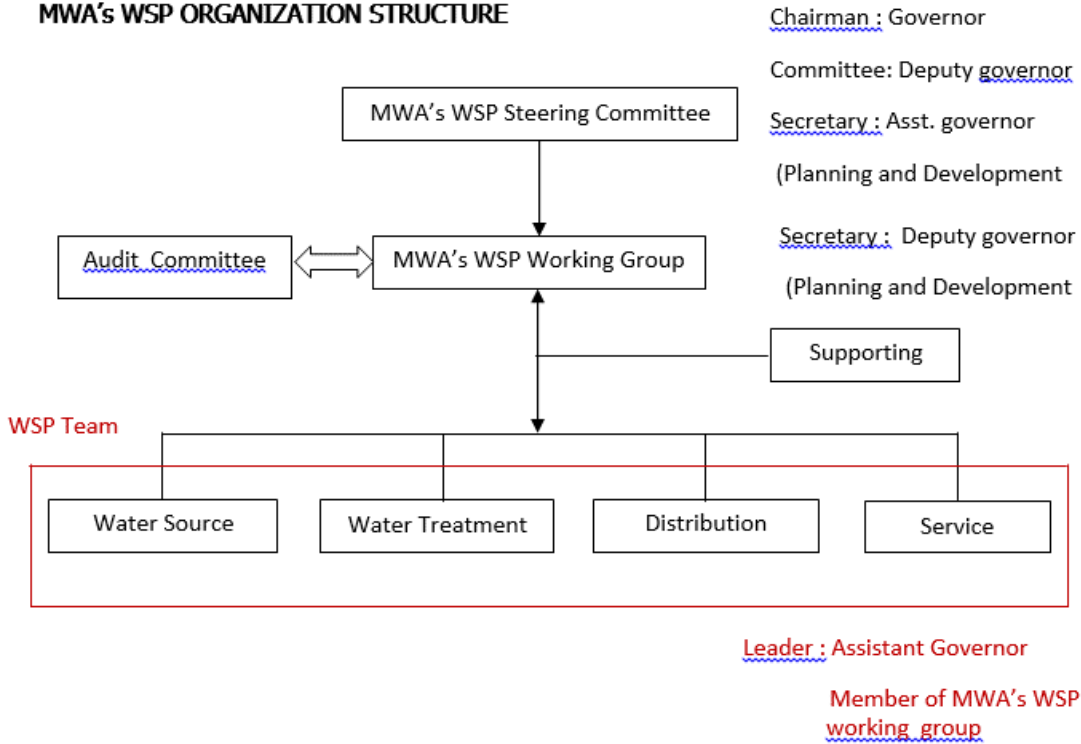 MWA's WSP ORGANIZATION STRUCTURE
Chairman : Governor
Committee: Deputy governor
MWA's WSP Steering Committee
Secretary : Asst. governor
(Planning and Development
Secretary : Deputy governor
Audit Committee
MWA's WSP Working Group
(Planning and Development
Supporting
WSP Team
Water Source
Water Treatment
Distribution
Service
Leader : Assistant Governor
Member of MWA's WSP
working group